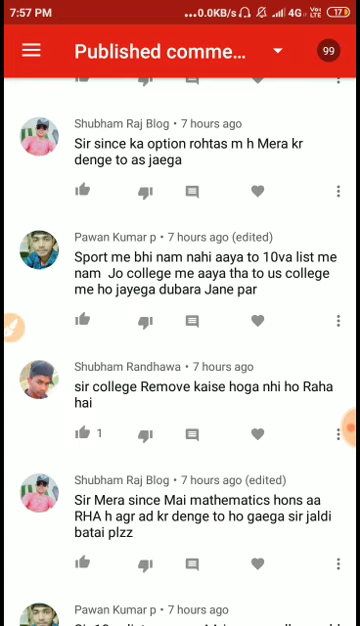 7:57 PM
...0.0KB/s 4G Vo LTE 17
Published comme...
99
Shubham Raj Blog • 7 hours ago
Sir since ka option rohtas m h Mera kr
denge to as jaega
Pawan Kumar p • 7 hours ago (edited)
Sport me bhi nam nahi aaya to 10va list me
nam Jo college me aaya tha to us college
me ho jayega dubara Jane par
Shubham Randhawa • 7 hours ago
sir college Remove kaise hoga nhi ho Raha
hai
1
Shubham Raj Blog • 7 hours ago (edited)
Sir Mera since Mai mathematics hons aa
RHA h agr ad kr denge to ho gaega sir jaldi
batai plzz
Pawan Kumar p • 7 hours ago